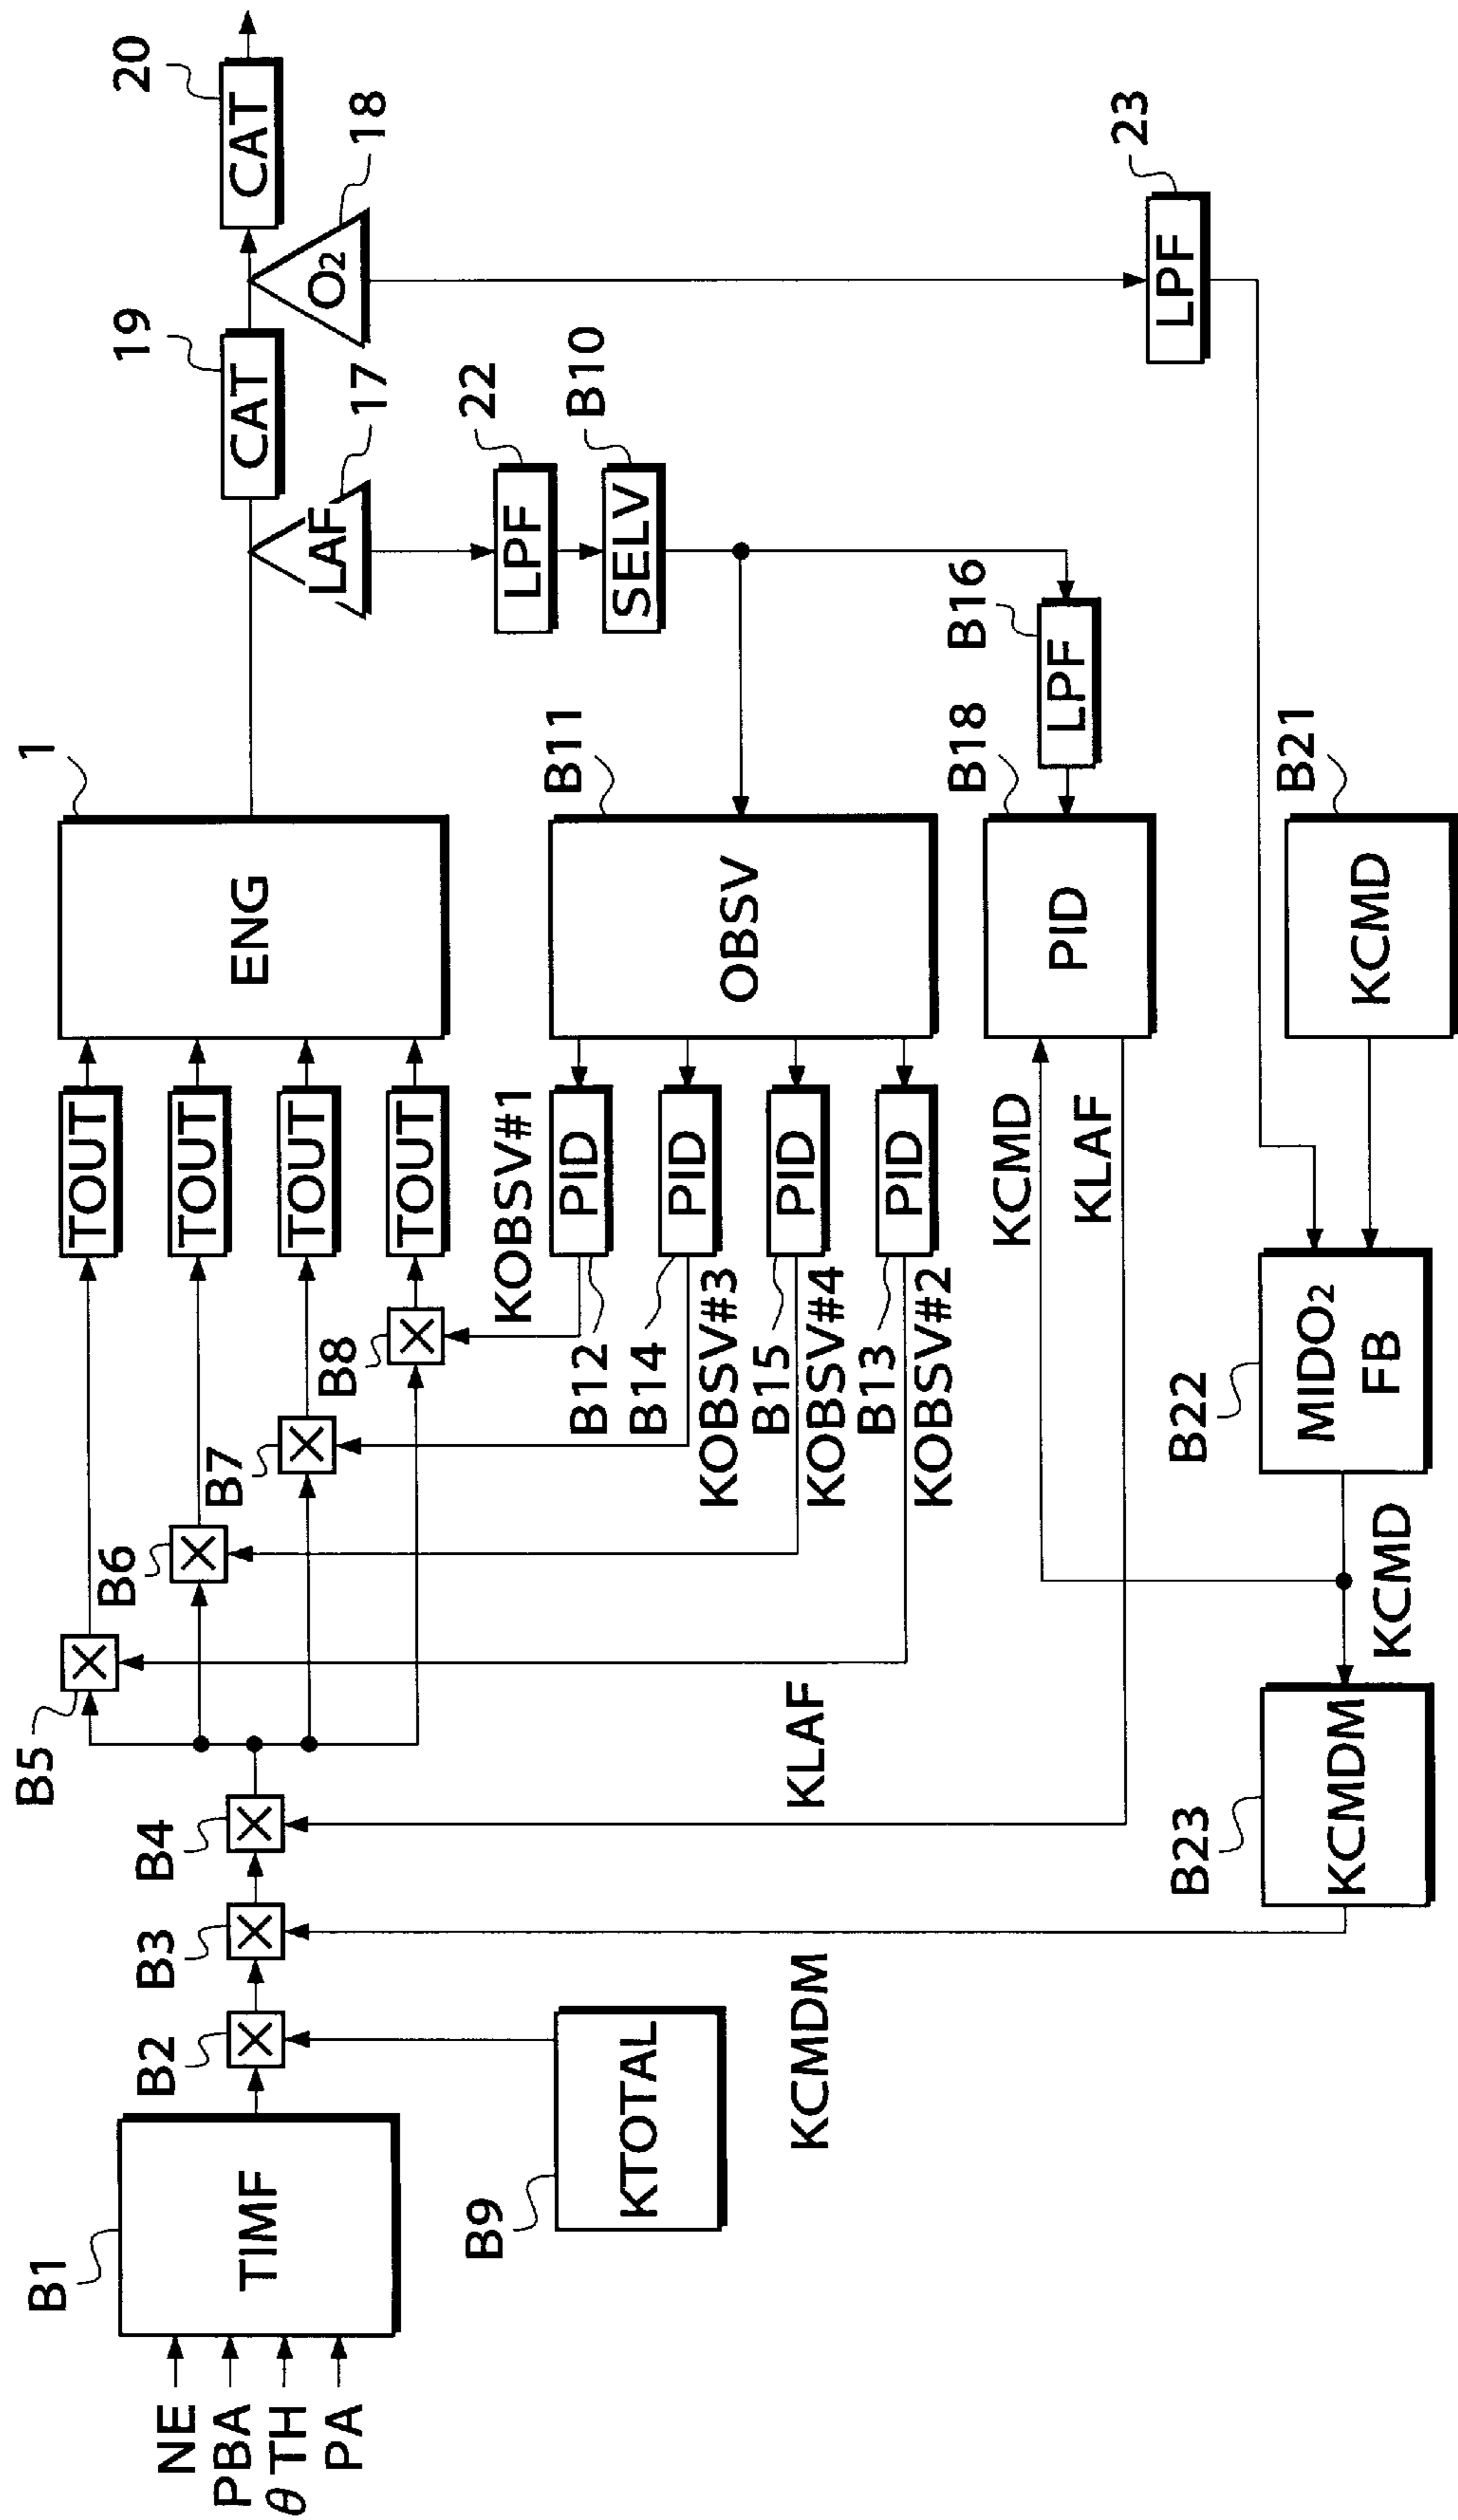 20
CAT
19
CAT
18
O2
17
LAF
23
LPF
22
LPF
B10
SELV
1
ENG
B11
OBSV
B16
LPF
B18
PID
B21
KCMD
TOUT
TOUT
TOUT
TOUT
KOBSV#1
PID
PID
PID
PID
KCMD
KLAF
B12
B14
KOBSV#3
B15
KOBSV#4
B13
KOBSV#2
B8
B7
B6
B5
B22
MIDO2
FB
KCMD
KLAF
B4
B3
B2
B23
KCMDM
KCMDM
B9
KTOTAL
B1
TIMF
NE
PBA
θTH
PA